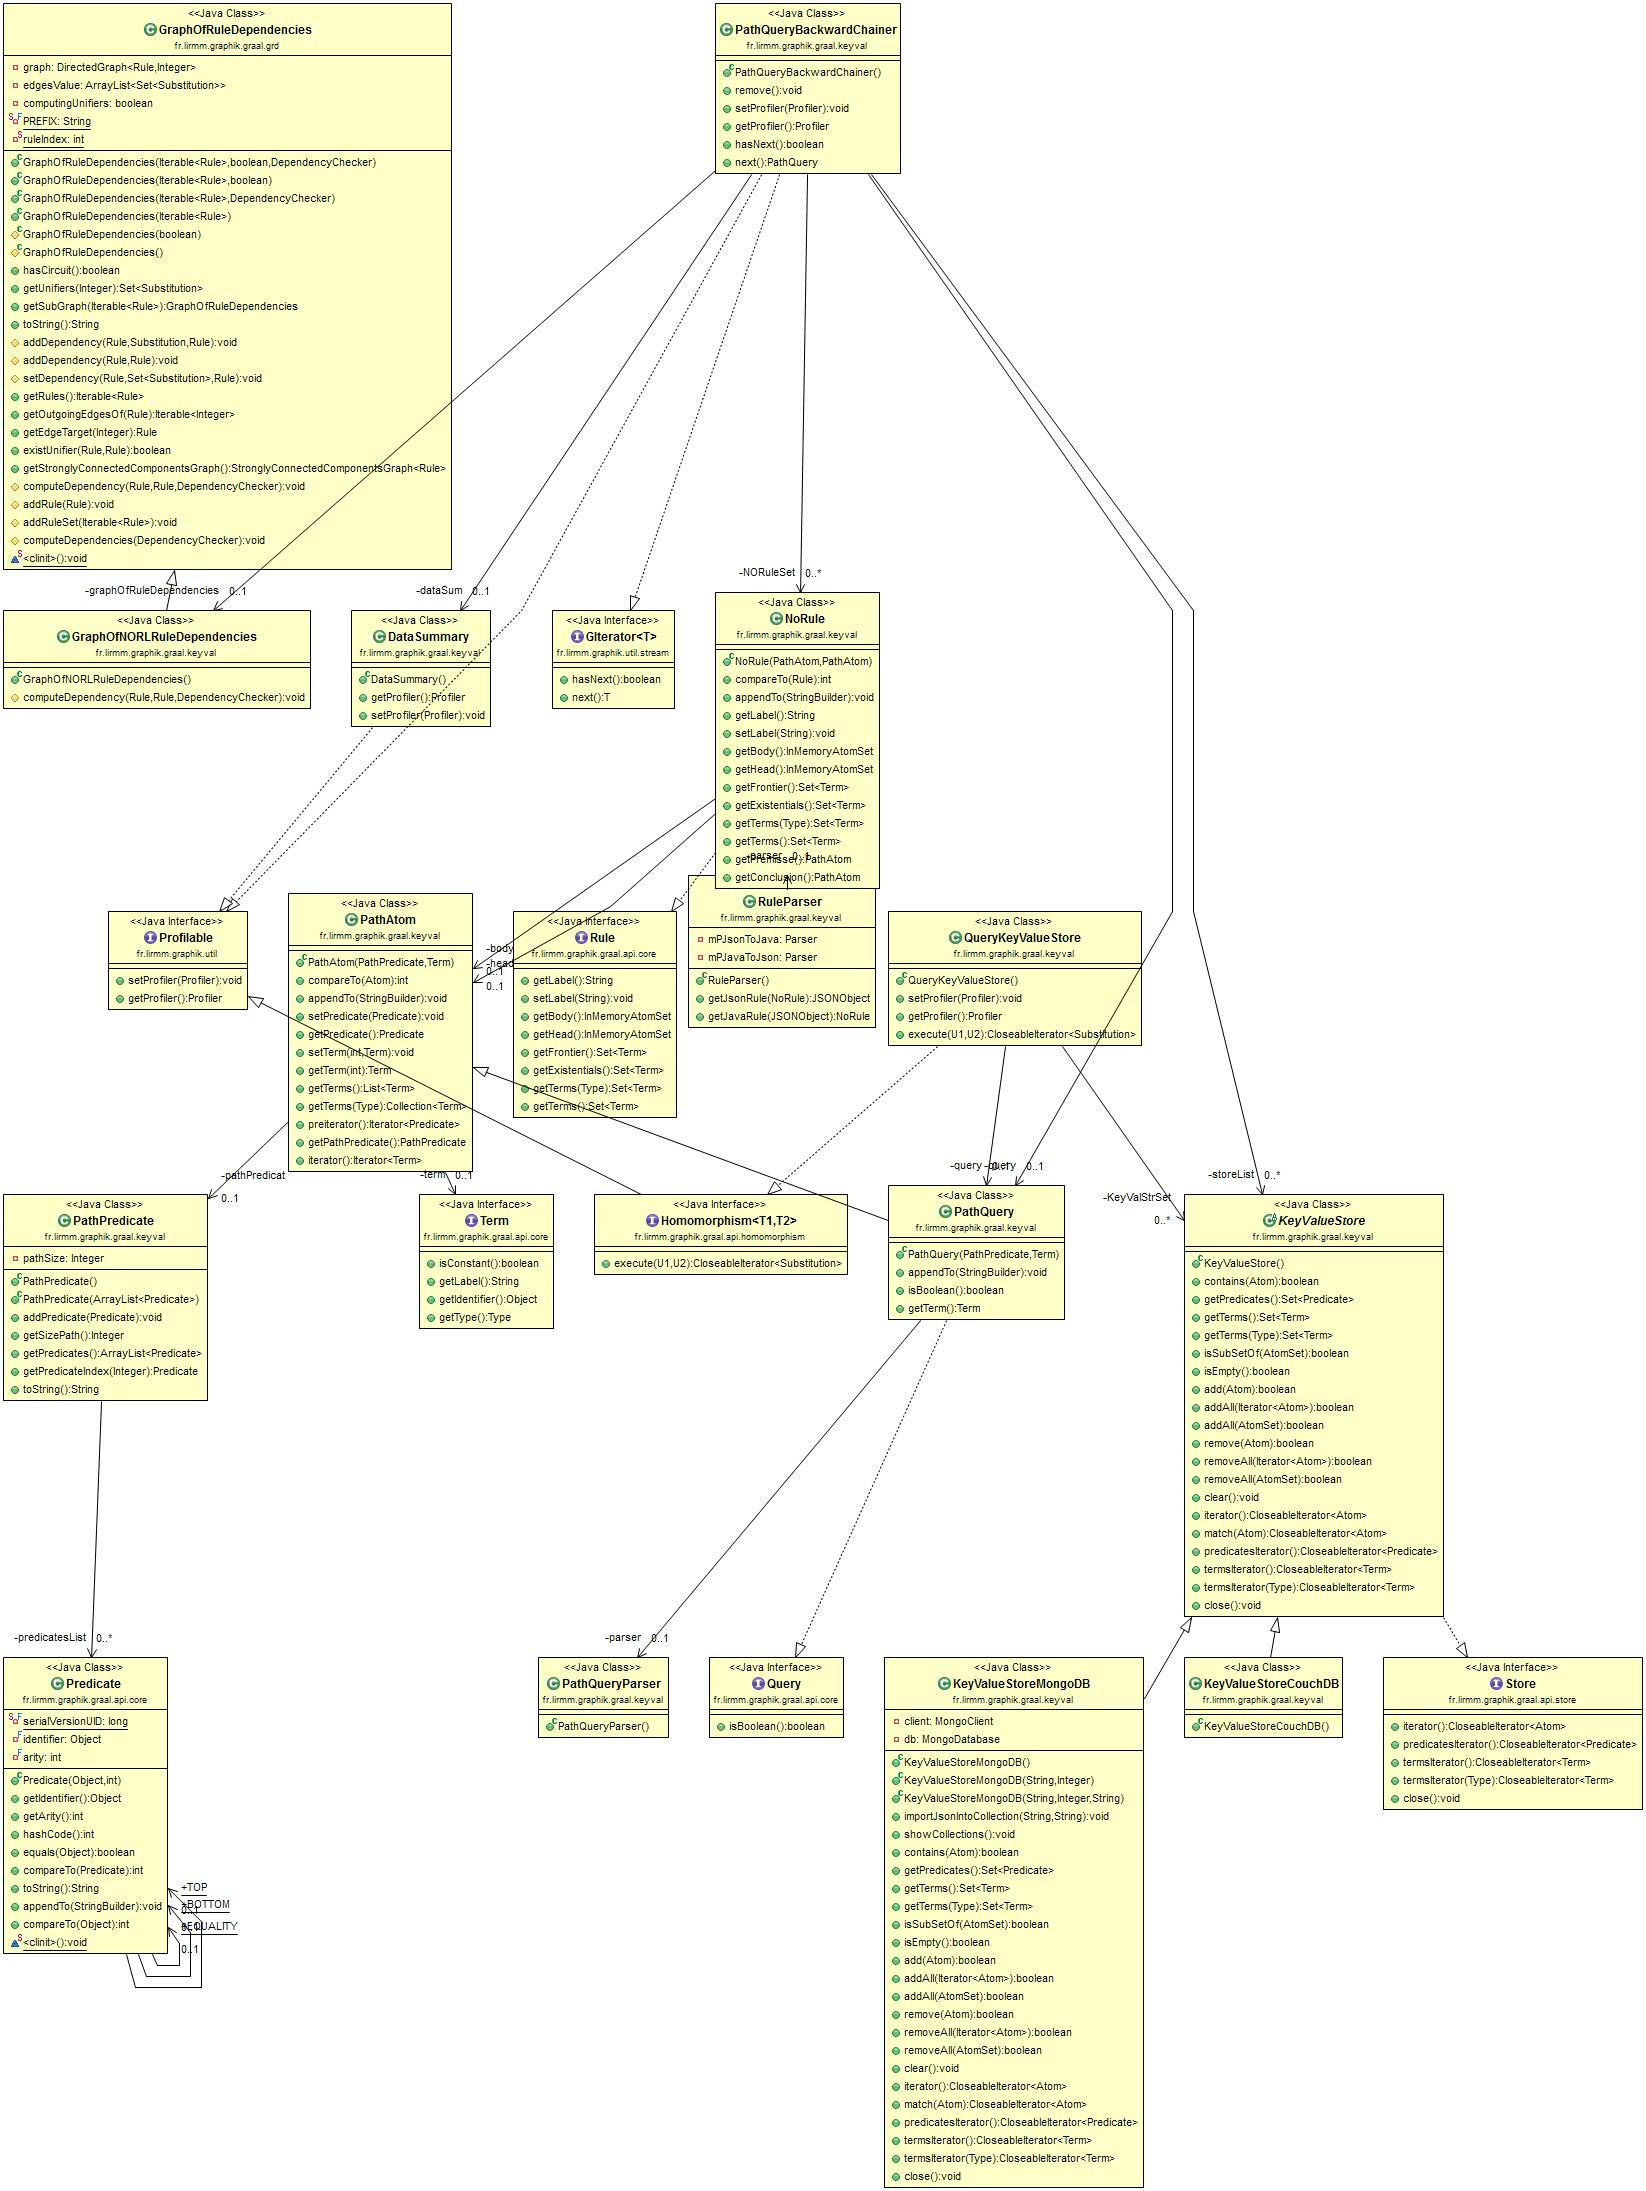 <<Java Class>>
GraphOfRuleDependencies
fr.lirmm.graphik.graal.grd
graph: DirectedGraph<Rule,Integer>
edgesValue: ArrayList<Set<Substitution>>
computingUnifiers: boolean
PREFIX: String
ruleIndex: int
GraphOfRuleDependencies(Iterable<Rule>,boolean,DependencyChecker)
GraphOfRuleDependencies(Iterable<Rule>,boolean)
GraphOfRuleDependencies(Iterable<Rule>,DependencyChecker)
GraphOfRuleDependencies(Iterable<Rule>)
GraphOfRuleDependencies(boolean)
GraphOfRuleDependencies()
hasCircuit():boolean
getUnifiers(Integer):Set<Substitution>
getSubGraph(Iterable<Rule>):GraphOfRuleDependencies
toString():String
addDependency(Rule,Substitution,Rule):void
addDependency(Rule,Rule):void
setDependency(Rule,Set<Substitution>,Rule):void
getRules():Iterable<Rule>
getOutgoingEdgesOf(Rule):Iterable<Integer>
getEdgeTarget(Integer):Rule
existUnifier(Rule,Rule):boolean
getStronglyConnectedComponentsGraph():StronglyConnectedComponentsGraph<Rule>
computeDependency(Rule,Rule,DependencyChecker):void
addRule(Rule):void
addRuleSet(Iterable<Rule>):void
computeDependencies(DependencyChecker):void
<clinit>():void
<<Java Class>>
PathQueryBackwardChainer
fr.lirmm.graphik.graal.keyval
PathQueryBackwardChainer()
remove():void
setProfiler(Profiler):void
getProfiler():Profiler
hasNext():boolean
next():PathQuery
-graphOfRuleDependencies 0..1
-dataSum 0..1
-NORuleSet 0..*
<<Java Class>>
GraphOfNORLRuleDependencies
fr.lirmm.graphik.graal.keyval
GraphOfNORLRuleDependencies()
computeDependency(Rule,Rule,DependencyChecker):void
<<Java Class>>
DataSummary
fr.lirmm.graphik.graal.keyval
DataSummary()
getProfiler():Profiler
setProfiler(Profiler):void
<<Java Interface>>
GIterator<T>
fr.lirmm.graphik.util.stream
hasNext():boolean
next():T
<<Java Class>>
NoRule
fr.lirmm.graphik.graal.keyval
NoRule(PathAtom,PathAtom)
compareTo(Rule):int
appendTo(StringBuilder):void
getLabel():String
setLabel(String):void
getBody():InMemoryAtomSet
getHead():InMemoryAtomSet
getFrontier():Set<Term>
getExistentials():Set<Term>
getTerms(Type):Set<Term>
getTerms():Set<Term>
-parser 0..1
getPremisse():PathAtom
getConclusion():PathAtom
<<Java Interface>>
Profilable
fr.lirmm.graphik.util
setProfiler(Profiler):void
getProfiler():Profiler
<<Java Class>>
PathAtom
fr.lirmm.graphik.graal.keyval
PathAtom(PathPredicate,Term)
compareTo(Atom):int
appendTo(StringBuilder):void
setPredicate(Predicate):void
getPredicate():Predicate
setTerm(int,Term):void
getTerm(int):Term
getTerms():List<Term>
getTerms(Type):Collection<Term>
preiterator():Iterator<Predicate>
getPathPredicate():PathPredicate
iterator():Iterator<Term>
-body
-head
0..1
0..1
<<Java Interface>>
Rule
fr.lirmm.graphik.graal.api.core
getLabel():String
setLabel(String):void
getBody():InMemoryAtomSet
getHead():InMemoryAtomSet
getFrontier():Set<Term>
getExistentials():Set<Term>
getTerms(Type):Set<Term>
getTerms():Set<Term>
RuleParser
fr.lirmm.graphik.graal.keyval
mPJsonToJava: Parser
mPJavaToJson: Parser
RuleParser()
getJsonRule(NoRule):JSONObject
getJavaRule(JSONObject):NoRule
<<Java Class>>
QueryKeyValueStore
fr.lirmm.graphik.graal.keyval
QueryKeyValueStore()
setProfiler(Profiler):void
getProfiler():Profiler
execute(U1,U2):CloseableIterator<Substitution>
-pathPredicat
0..1
-term 0..1
-query 0..1
-query 0..1
-KeyValStrSet
0..*
-storeList 0..*
<<Java Class>>
PathPredicate
fr.lirmm.graphik.graal.keyval
pathSize: Integer
PathPredicate()
PathPredicate(ArrayList<Predicate>)
addPredicate(Predicate):void
getSizePath():Integer
getPredicates():ArrayList<Predicate>
getPredicateIndex(Integer):Predicate
toString():String
<<Java Interface>>
Term
fr.lirmm.graphik.graal.api.core
isConstant():boolean
getLabel():String
getIdentifier():Object
getType():Type
<<Java Interface>>
Homomorphism<T1,T2>
fr.lirmm.graphik.graal.api.homomorphism
execute(U1,U2):CloseableIterator<Substitution>
<<Java Class>>
PathQuery
fr.lirmm.graphik.graal.keyval
PathQuery(PathPredicate,Term)
appendTo(StringBuilder):void
isBoolean():boolean
getTerm():Term
<<Java Class>>
KeyValueStore
fr.lirmm.graphik.graal.keyval
KeyValueStore()
contains(Atom):boolean
getPredicates():Set<Predicate>
getTerms():Set<Term>
getTerms(Type):Set<Term>
isSubSetOf(AtomSet):boolean
isEmpty():boolean
add(Atom):boolean
addAll(Iterator<Atom>):boolean
addAll(AtomSet):boolean
remove(Atom):boolean
removeAll(Iterator<Atom>):boolean
removeAll(AtomSet):boolean
clear():void
iterator():CloseableIterator<Atom>
match(Atom):CloseableIterator<Atom>
predicatesIterator():CloseableIterator<Predicate>
termsIterator():CloseableIterator<Term>
termsIterator(Type):CloseableIterator<Term>
close():void
-predicatesList 0..*
-parser 0..1
<<Java Class>>
Predicate
fr.lirmm.graphik.graal.api.core
serialVersionUID: long
identifier: Object
arity: int
Predicate(Object,int)
getIdentifier():Object
getArity():int
hashCode():int
equals(Object):boolean
compareTo(Predicate):int
toString():String
appendTo(StringBuilder):void
compareTo(Object):int
<clinit>():void
+TOP
+BOTTOM
0..1
+EQUALITY
0..1
0..1
<<Java Class>>
PathQueryParser
fr.lirmm.graphik.graal.keyval
PathQueryParser()
<<Java Interface>>
Query
fr.lirmm.graphik.graal.api.core
isBoolean():boolean
<<Java Class>>
KeyValueStoreMongoDB
fr.lirmm.graphik.graal.keyval
client: MongoClient
db: MongoDatabase
KeyValueStoreMongoDB()
KeyValueStoreMongoDB(String,Integer)
KeyValueStoreMongoDB(String,Integer,String)
importJsonIntoCollection(String,String):void
showCollections():void
contains(Atom):boolean
getPredicates():Set<Predicate>
getTerms():Set<Term>
getTerms(Type):Set<Term>
isSubSetOf(AtomSet):boolean
isEmpty():boolean
add(Atom):boolean
addAll(Iterator<Atom>):boolean
addAll(AtomSet):boolean
remove(Atom):boolean
removeAll(Iterator<Atom>):boolean
removeAll(AtomSet):boolean
clear():void
iterator():CloseableIterator<Atom>
match(Atom):CloseableIterator<Atom>
predicatesIterator():CloseableIterator<Predicate>
termsIterator():CloseableIterator<Term>
termsIterator(Type):CloseableIterator<Term>
close():void
<<Java Class>>
KeyValueStoreCouchDB
fr.lirmm.graphik.graal.keyval
KeyValueStoreCouchDB()
<<Java Interface>>
Store
fr.lirmm.graphik.graal.api.store
iterator():CloseableIterator<Atom>
predicatesIterator():CloseableIterator<Predicate>
termsIterator():CloseableIterator<Term>
termsIterator(Type):CloseableIterator<Term>
close():void